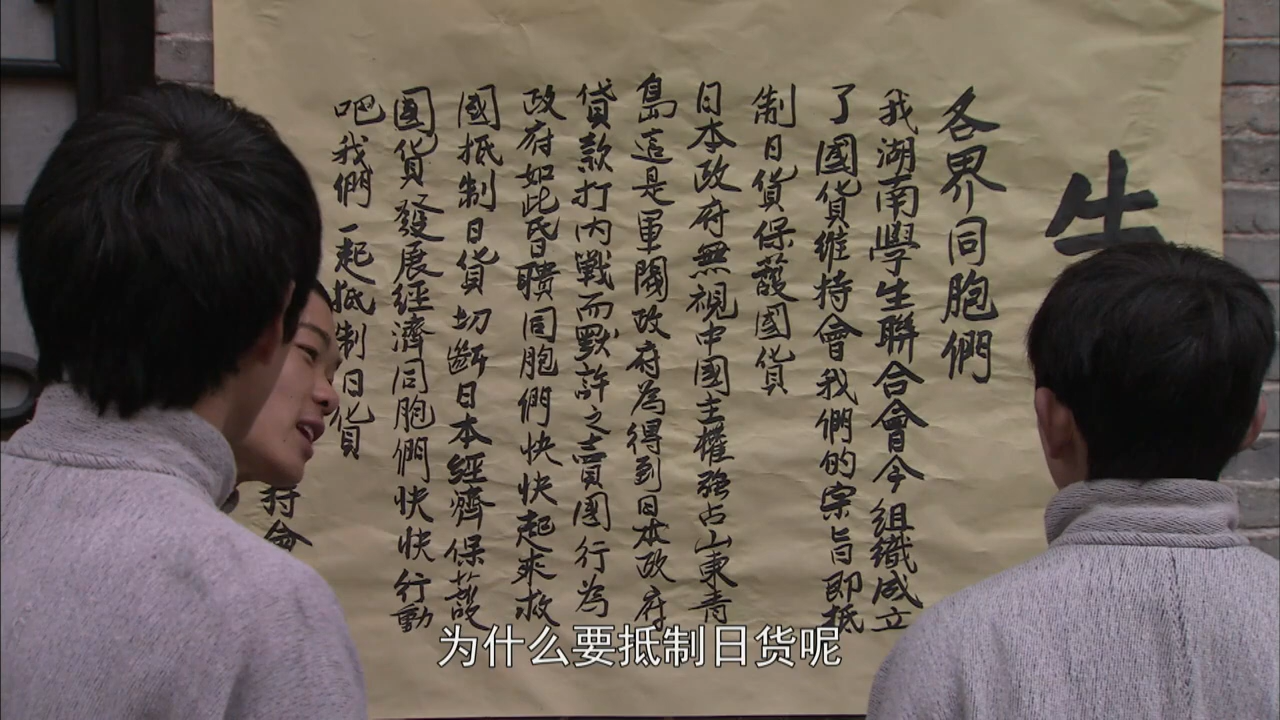 生
各界同胞們
我湖南學生聯合會今組織成立
了國貨維持會我們的宗旨即抵
制日貨保護國貨
日本政府無視中國主權强占山東青
島這是軍閥政府為得到日本政府
貸款打內戰而默許之賣國行為
政府如此昏聵同胞們快快起來救
國抵制日貨切斷日本經濟保護
國貨發展經濟同胞們快快行動
吧我們一起抵制日貨
持會
为什么要抵制日货呢